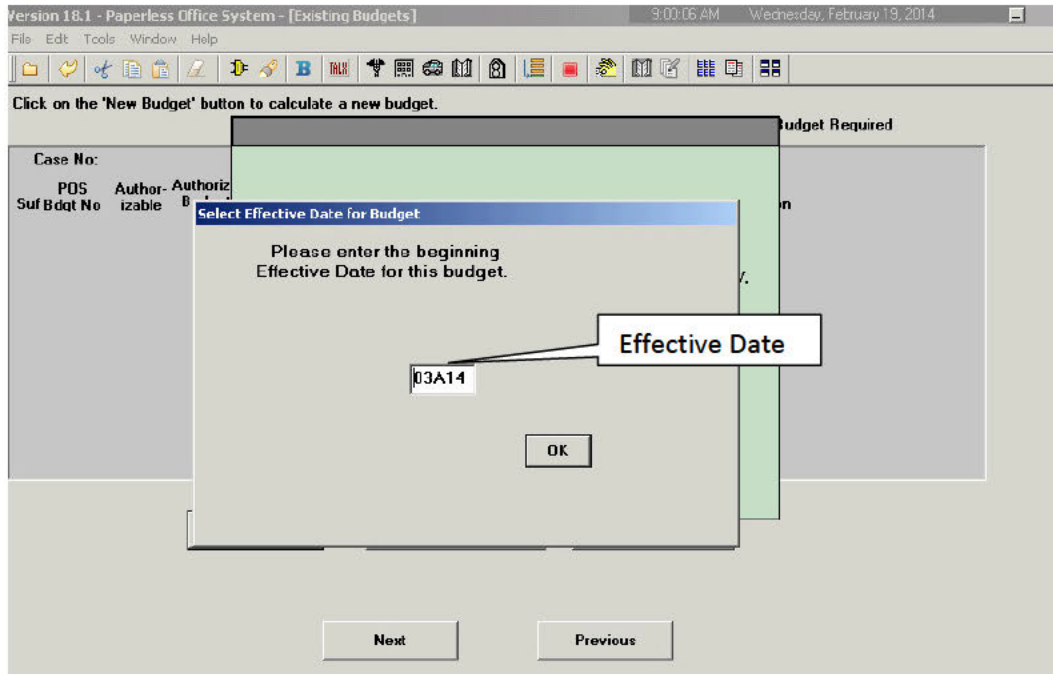 Version 18.1 - Paperless Office System - [Existing Budgets] 9:00:06 AM Wednesday, February 19, 2014
File Edit Tools Window Help
B TALX
Click on the 'New Budget' button to calculate a new budget.
Budget Required
Case No:
POS Author- Authoriz
Suf Bdgt No izable B on
Select Effective Date for Budget
Please enter the beginning
Effective Date for this budget.
Effective Date
03A14
OK
Next Previous